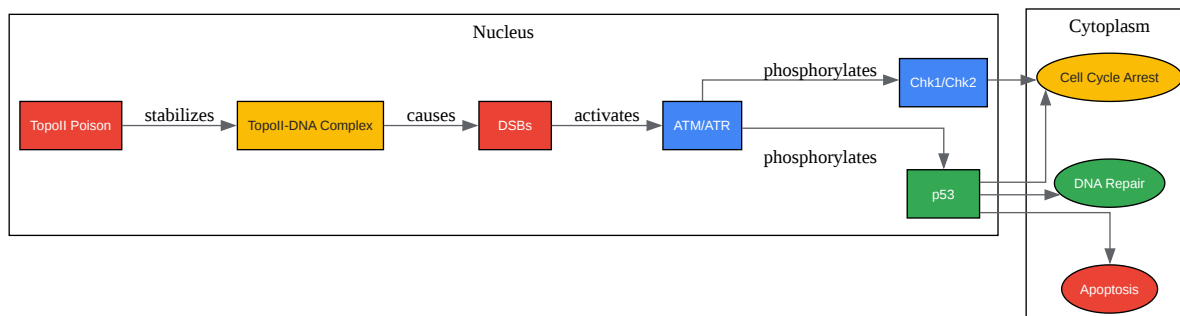 Nucleus
Cytoplasm
TopoII Poison
stabilizes
TopoII-DNA Complex
causes
DSBs
activates
ATM/ATR
phosphorylates
Chk1/Chk2
Cell Cycle Arrest
phosphorylates
p53
DNA Repair
Apoptosis